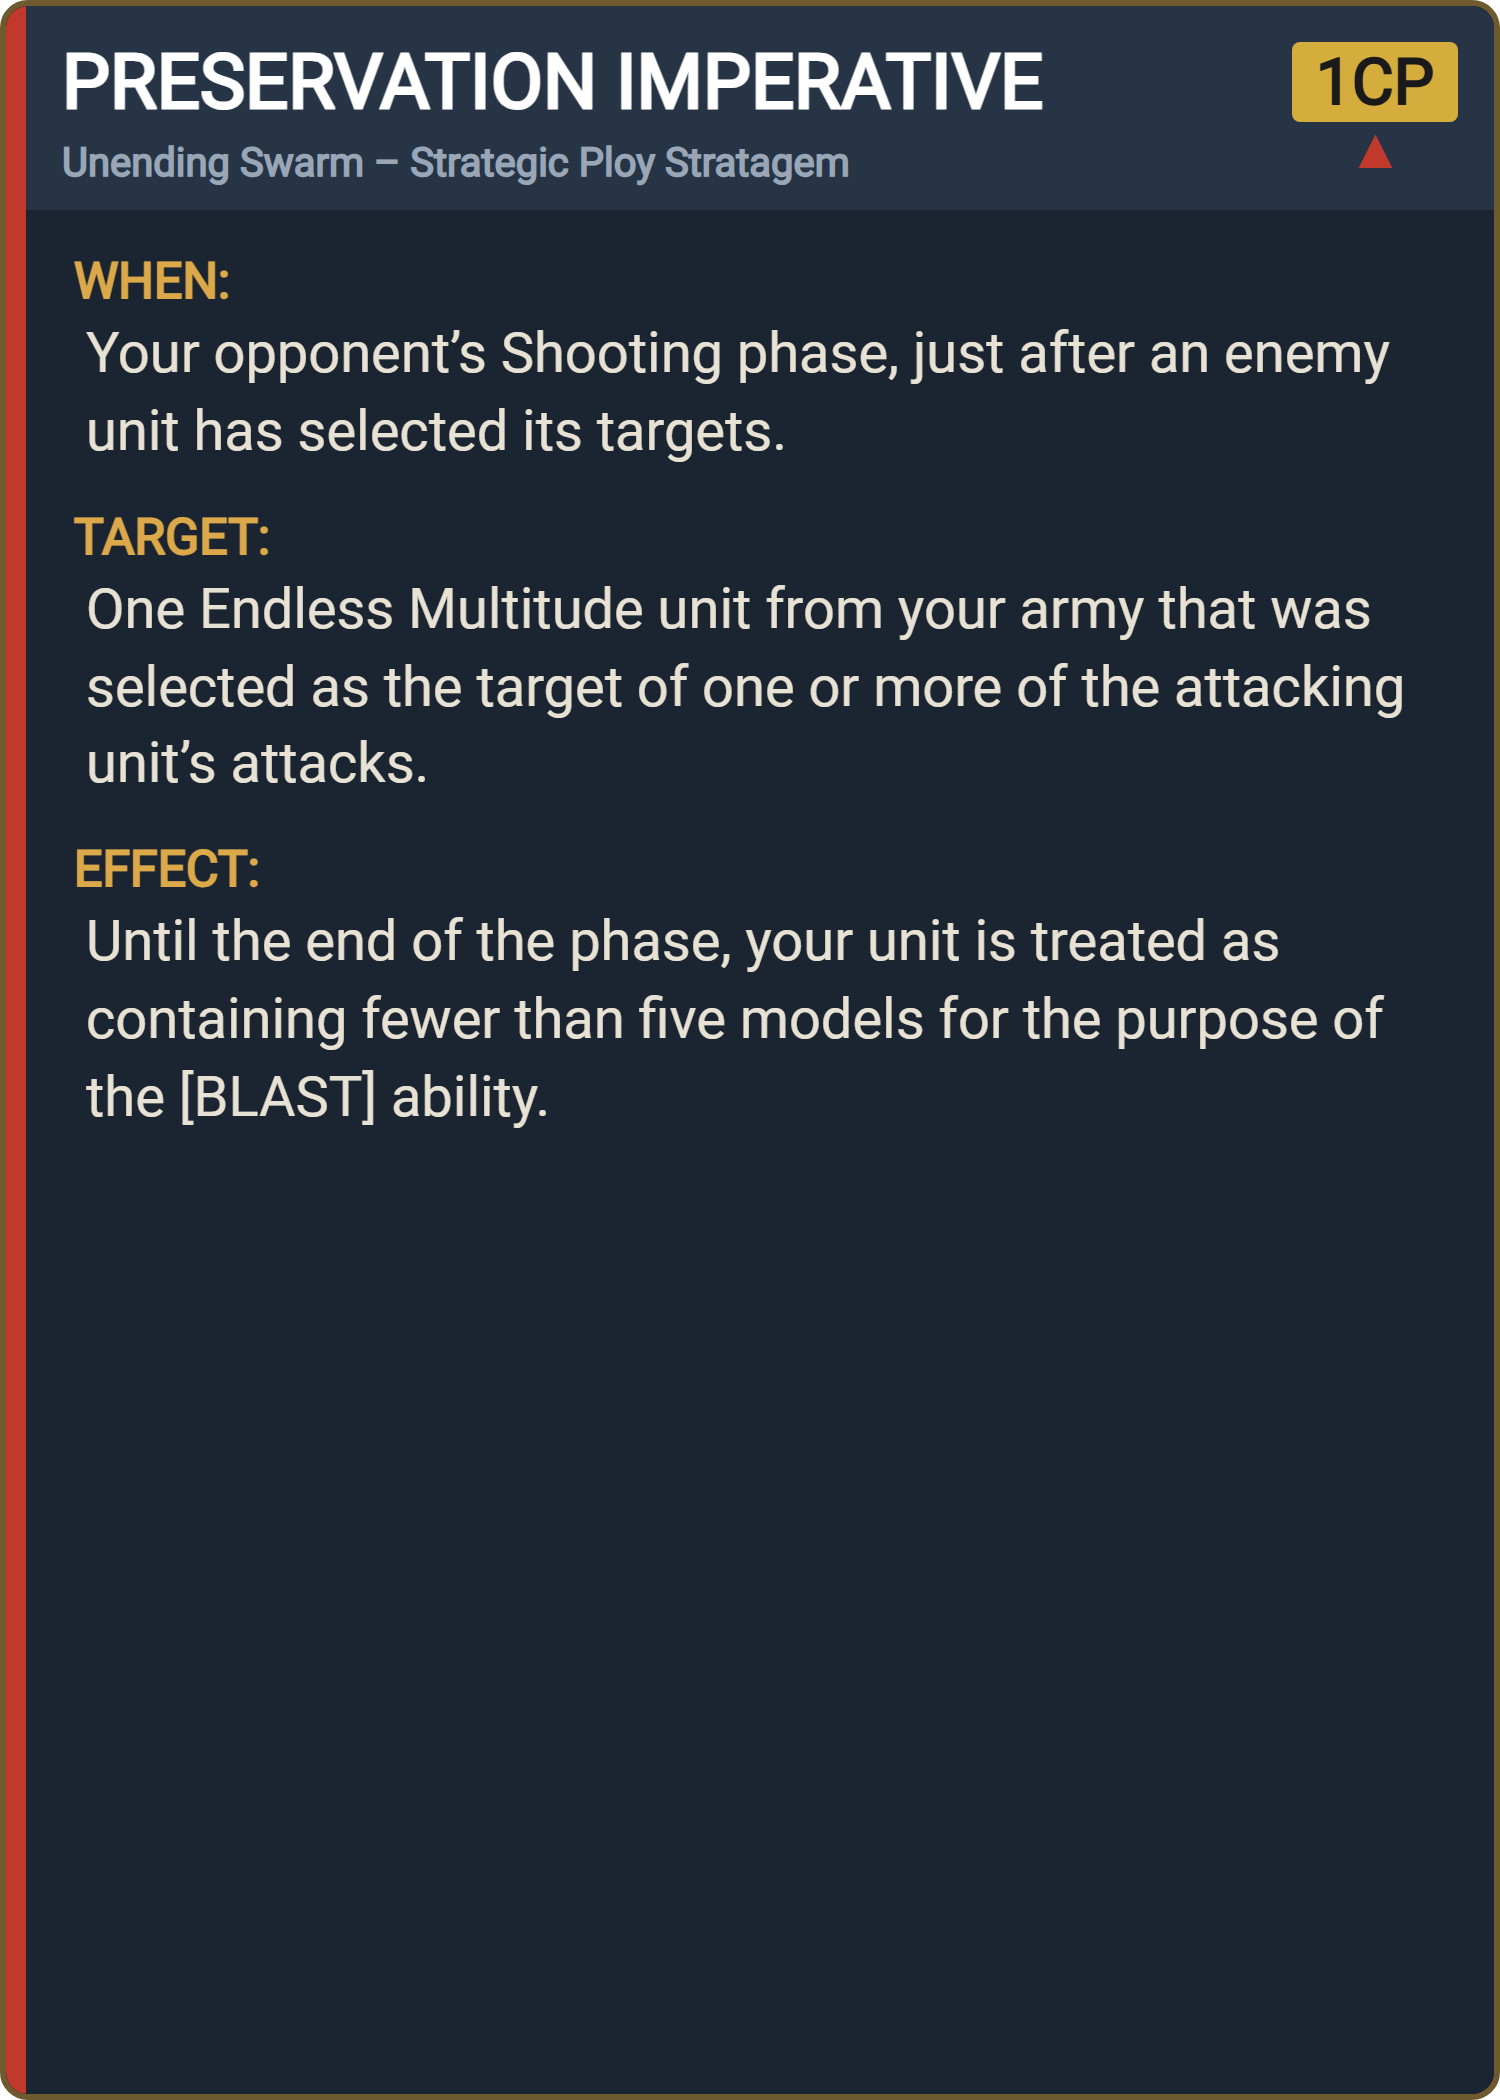 PRESERVATION IMPERATIVE
1CP
Unending Swarm – Strategic Ploy Stratagem
WHEN:
Your opponent’s Shooting phase, just after an enemy
unit has selected its targets.
TARGET:
One Endless Multitude unit from your army that was
selected as the target of one or more of the attacking
unit’s attacks.
EFFECT:
Until the end of the phase, your unit is treated as
containing fewer than five models for the purpose of
the [BLAST] ability.